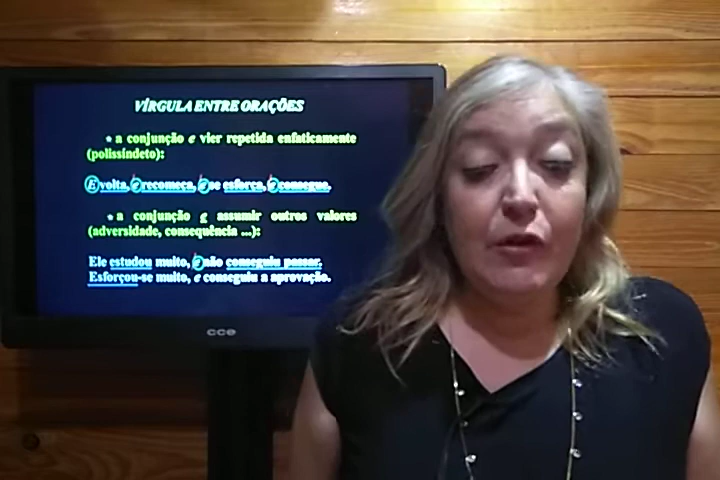 VÍRGULA ENTRE ORAÇÕES
* a conjunção e vier repetida enfaticamente
(polissíndeto):
E volta, e recomeça, e se esforça, e consegue.
* a conjunção e assumir outros valores
(adversidade, consequência ...):
Ele estudou muito, e não conseguiu passar.
Esforçou-se muito, e conseguiu a aprovação.
cce